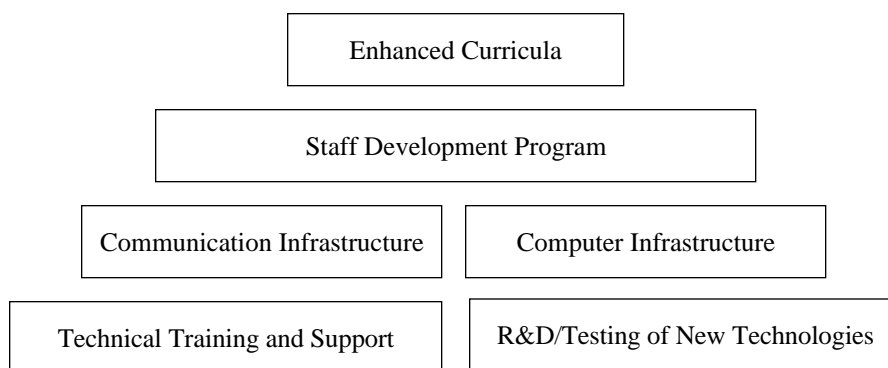 Enhanced Curricula
Staff Development Program
Communication Infrastructure
Computer Infrastructure
Technical Training and Support
R&D/Testing of New Technologies